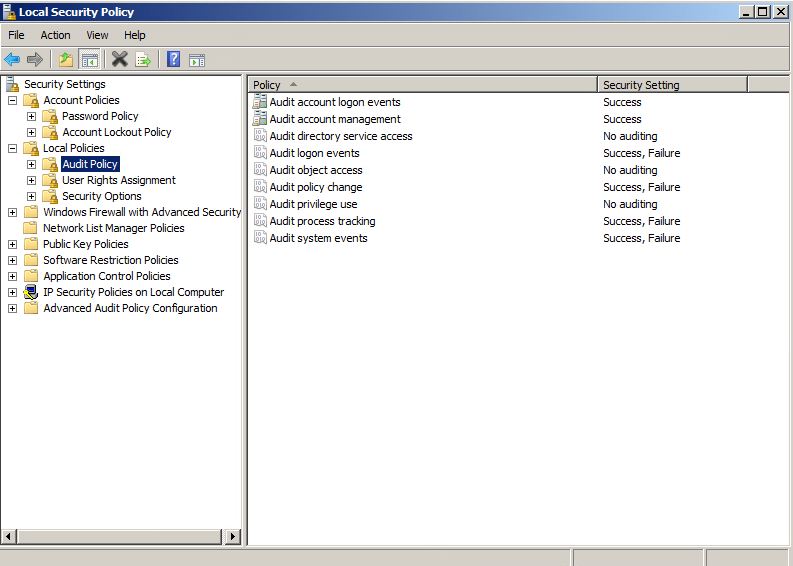 Local Security Policy
File Action View Help
Security Settings
Account Policies
Password Policy
Account Lockout Policy
Local Policies
Audit Policy
User Rights Assignment
Security Options
Windows Firewall with Advanced Security
Network List Manager Policies
Public Key Policies
Software Restriction Policies
Application Control Policies
IP Security Policies on Local Computer
Advanced Audit Policy Configuration
Policy Security Setting
Audit account logon events Success
Audit account management Success
Audit directory service access No auditing
Audit logon events Success, Failure
Audit object access No auditing
Audit policy change Success, Failure
Audit privilege use No auditing
Audit process tracking Success, Failure
Audit system events Success, Failure